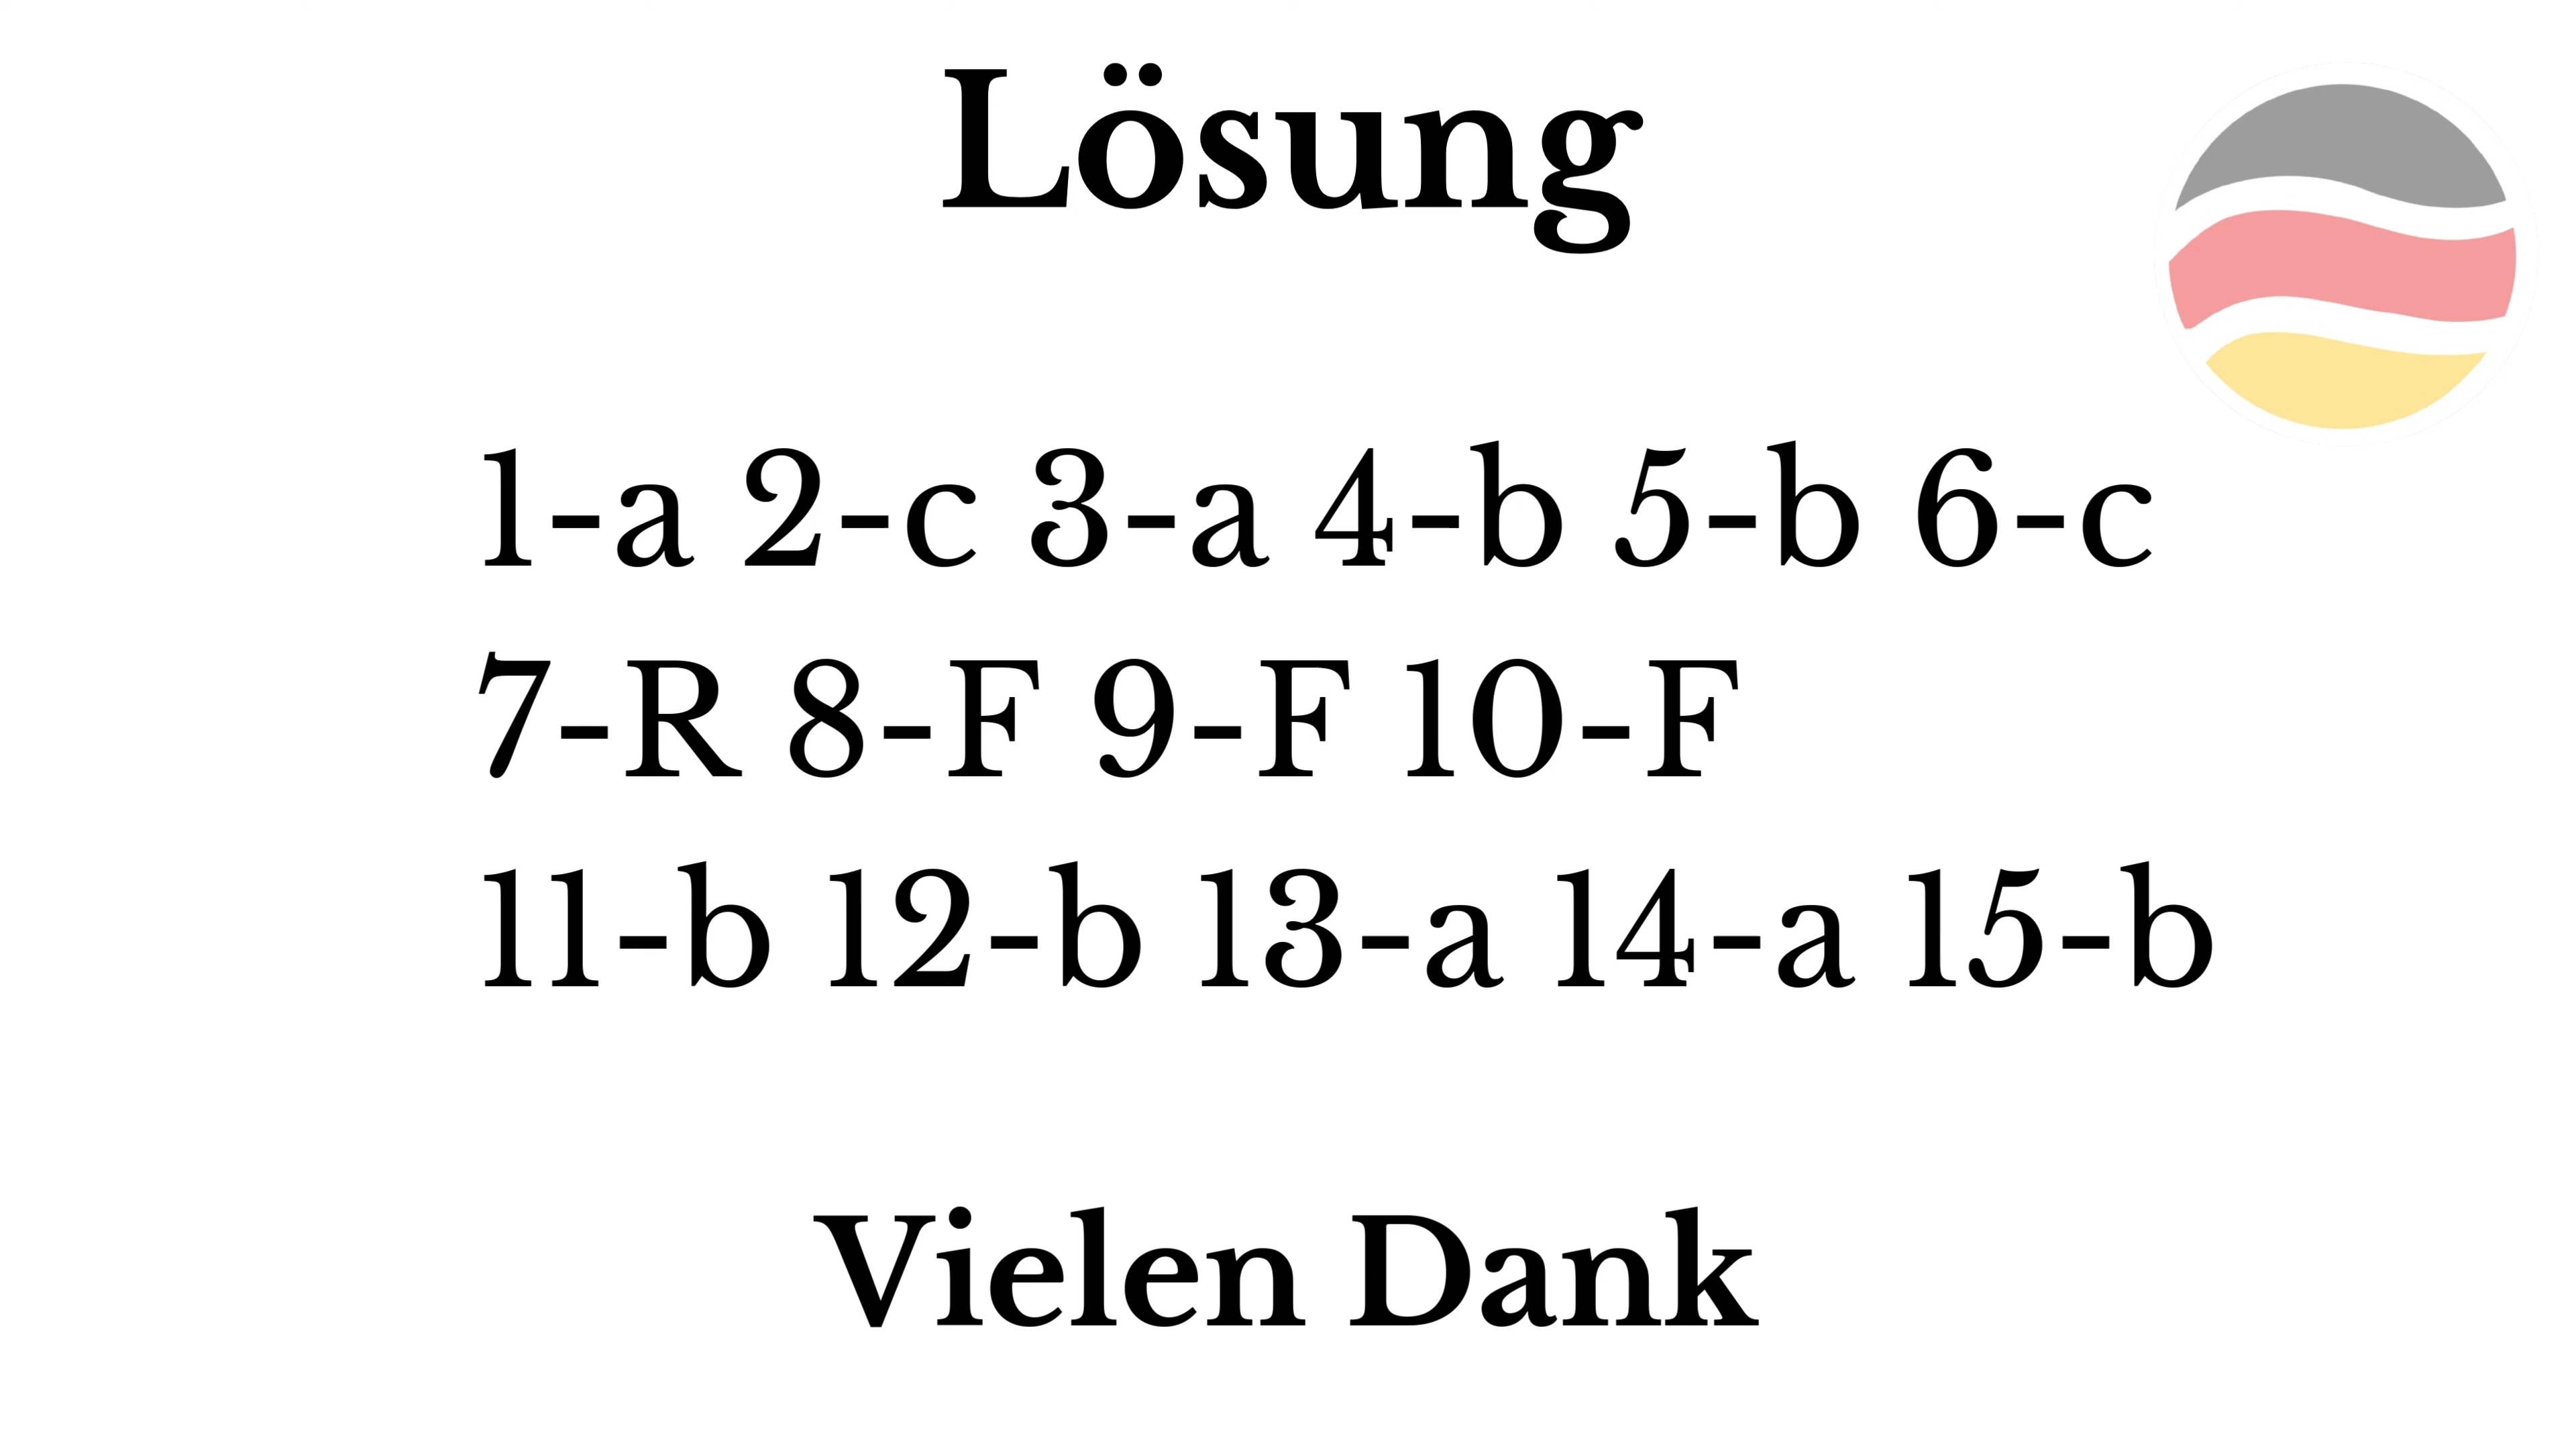 Lösung
1-a 2-c 3-a 4-b 5-b 6-c
7-R 8-F 9-F 10-F
11-b 12-b 13-a 14-a 15-b
Vielen Dank